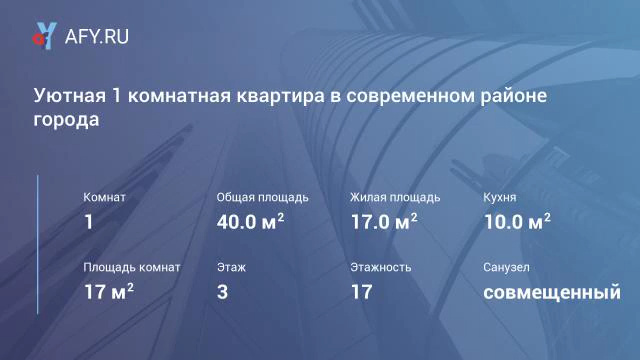 AFY.RU
Уютная 1 комнатная квартира в современном районе
города
Комнат
Общая площадь
Жилая площадь
Кухня
1
40.0 м²
17.0 м²
10.0 м²
Площадь комнат
Этаж
Этажность
Санузел
17 м²
3
17
совмещенный